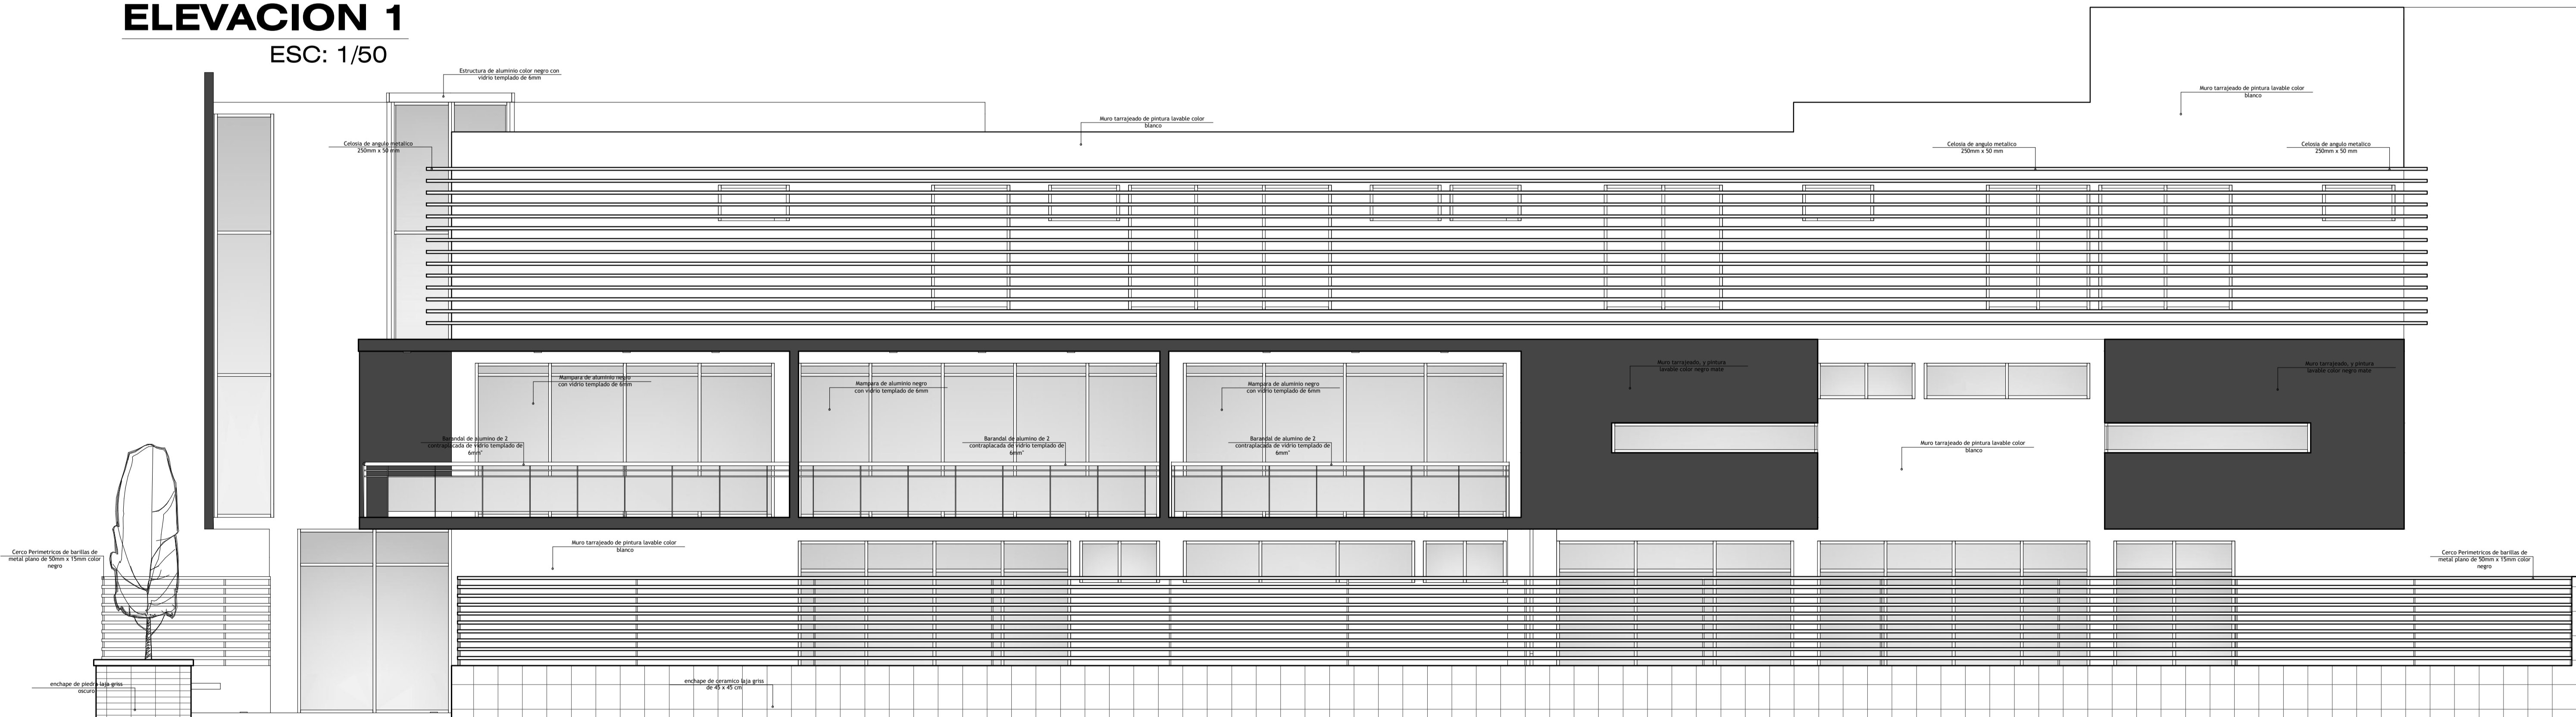 ELEVACION 1
ESC: 1/50
Estructura de aluminio color negro con
vidrio templado de 6mm
Muro tarrajeado de pintura lavable color
blanco
Muro tarrajeado de pintura lavable color
blanco
Celosia de angulo metalico
250mm x 50 mm
Celosia de angulo metalico
250mm x 50 mm
Celosia de angulo metalico
250mm x 50 mm
Mampara de aluminio negro
con vidrio templado de 6mm
Mampara de aluminio negro
con vidrio templado de 6mm
Mampara de aluminio negro
con vidrio templado de 6mm
Muro tarrajeado, y pintura
lavable color negro mate
Muro tarrajeado, y pintura
lavable color negro mate
Barandal de alumino de 2
contraplacada de vidrio templado de
6mm"
Barandal de alumino de 2
contraplacada de vidrio templado de
6mm"
Barandal de alumino de 2
contraplacada de vidrio templado de
6mm"
Muro tarrajeado de pintura lavable color
blanco
Cerco Perimetricos de barillas de
metal plano de 50mm x 15mm color
negro
Muro tarrajeado de pintura lavable color
blanco
Cerco Perimetricos de barillas de
metal plano de 50mm x 15mm color
negro
enchape de piedra laja griss
oscuro
enchape de ceramico laja griss
de 45 x 45 cm